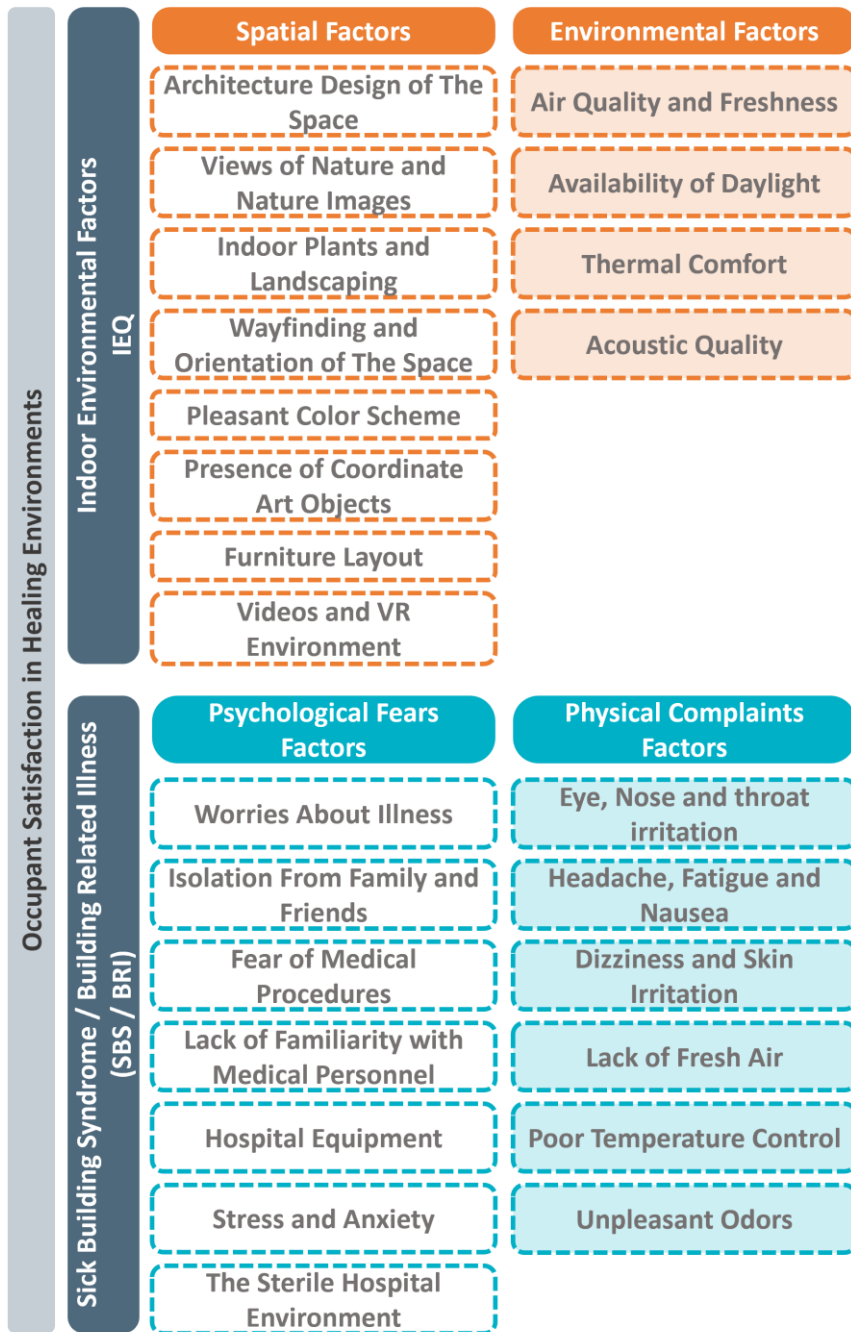 Occupant Satisfaction in Healing Environments
Indoor Environmental Factors
IEQ
Spatial Factors
Architecture Design of The
Space
Views of Nature and
Nature Images
Indoor Plants and
Landscaping
Wayfinding and
Orientation of The Space
Pleasant Color Scheme
Presence of Coordinate
Art Objects
Furniture Layout
Videos and VR
Environment
Environmental Factors
Air Quality and Freshness
Availability of Daylight
Thermal Comfort
Acoustic Quality
Sick Building Syndrome / Building Related Illness
(SBS / BRI)
Psychological Fears
Factors
Worries About Illness
Isolation From Family and
Friends
Fear of Medical
Procedures
Lack of Familiarity with
Medical Personnel
Hospital Equipment
Stress and Anxiety
The Sterile Hospital
Environment
Physical Complaints
Factors
Eye, Nose and throat
irritation
Headache, Fatigue and
Nausea
Dizziness and Skin
Irritation
Lack of Fresh Air
Poor Temperature Control
Unpleasant Odors